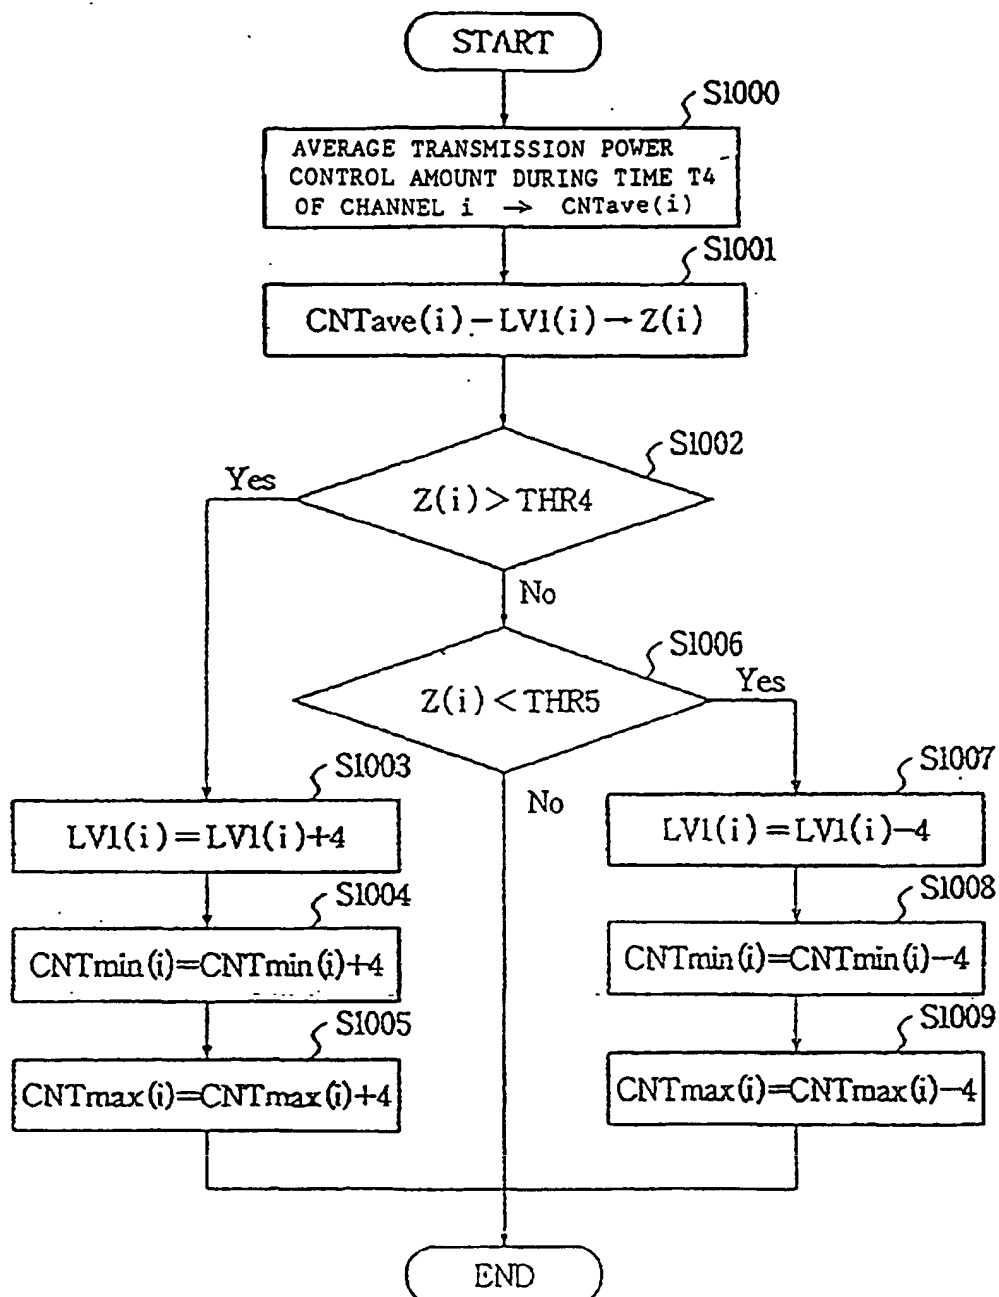 START
S1000
AVERAGE TRANSMISSION POWER
CONTROL AMOUNT DURING TIME T4
OF CHANNEL i → CNTave(i)
S1001
CNTave(i)−LV1(i)→Z(i)
S1002
Yes
Z(i)>THR4
No
S1006
Yes
Z(i)<THR5
No
S1003
LV1(i)=LV1(i)+4
S1007
LV1(i)=LV1(i)−4
S1004
CNTmin(i)=CNTmin(i)+4
S1008
CNTmin(i)=CNTmin(i)−4
S1005
CNTmax(i)=CNTmax(i)+4
S1009
CNTmax(i)=CNTmax(i)−4
END